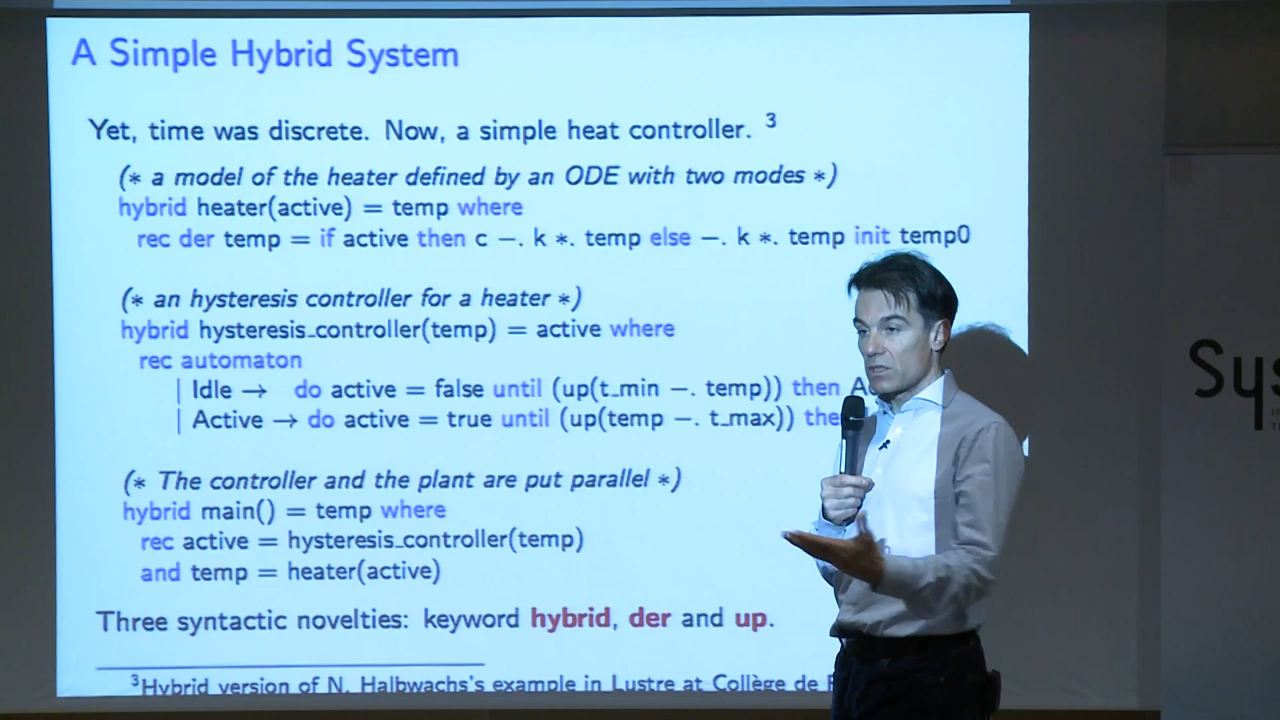 A Simple Hybrid System
Yet, time was discrete. Now, a simple heat controller. 3
(* a model of the heater defined by an ODE with two modes *)
hybrid heater(active) = temp where
rec der temp = if active then c −. k *. temp else −. k *. temp init temp0
(* an hysteresis controller for a heater *)
hybrid hysteresis_controller(temp) = active where
rec automaton
| Idle → do active = false until (up(t_min −. temp)) then
| Active → do active = true until (up(temp −. t_max))
(* The controller and the plant are put parallel *)
hybrid main() = temp where
rec active = hysteresis_controller(temp)
and temp = heater(active)
Three syntactic novelties: keyword hybrid, der and up.
3Hybrid version of N. Halbwachs's example in Lustre at Collège de